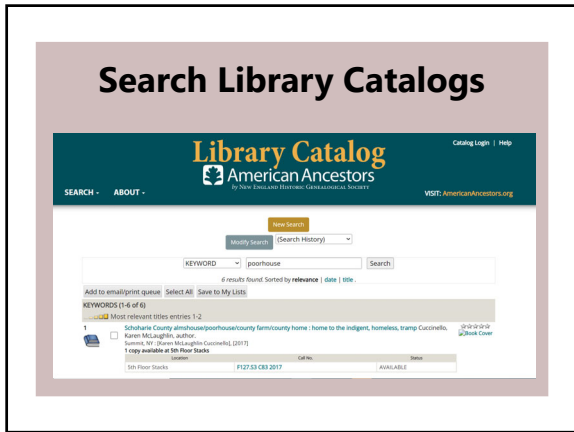 Search Library Catalogs
Library Catalog
American Ancestors
by New England Historic Genealogical Society
Catalog Login | Help
SEARCH - ABOUT -
VISIT: AmericanAncestors.org
New Search
Modify Search (Search History)
KEYWORD poorhouse Search
6 results found. Sorted by relevance | date | title .
Add to email/print queue Select All Save to My Lists
KEYWORDS (1-6 of 6)
Most relevant titles entries 1-2
1
Schoharie County almshouse/poorhouse/county farm/county home : home to the indigent, homeless, tramp Cuccinello,
Karen McLaughlin, author.
Summit, NY : [Karen McLaughlin Cuccinello], [2017]
1 copy available at 5th Floor Stacks
Book Cover
Location Call No. Status
5th Floor Stacks F127.S3 C83 2017 AVAILABLE